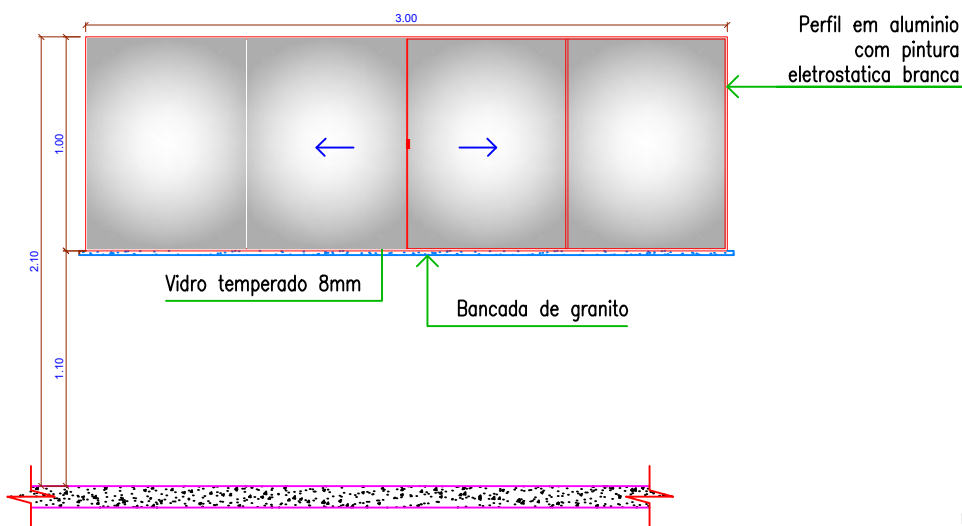 3.00
Perfil em aluminio
com pintura
eletrostatica branca
1.00
2.10
Vidro temperado 8mm
Bancada de granito
1.10